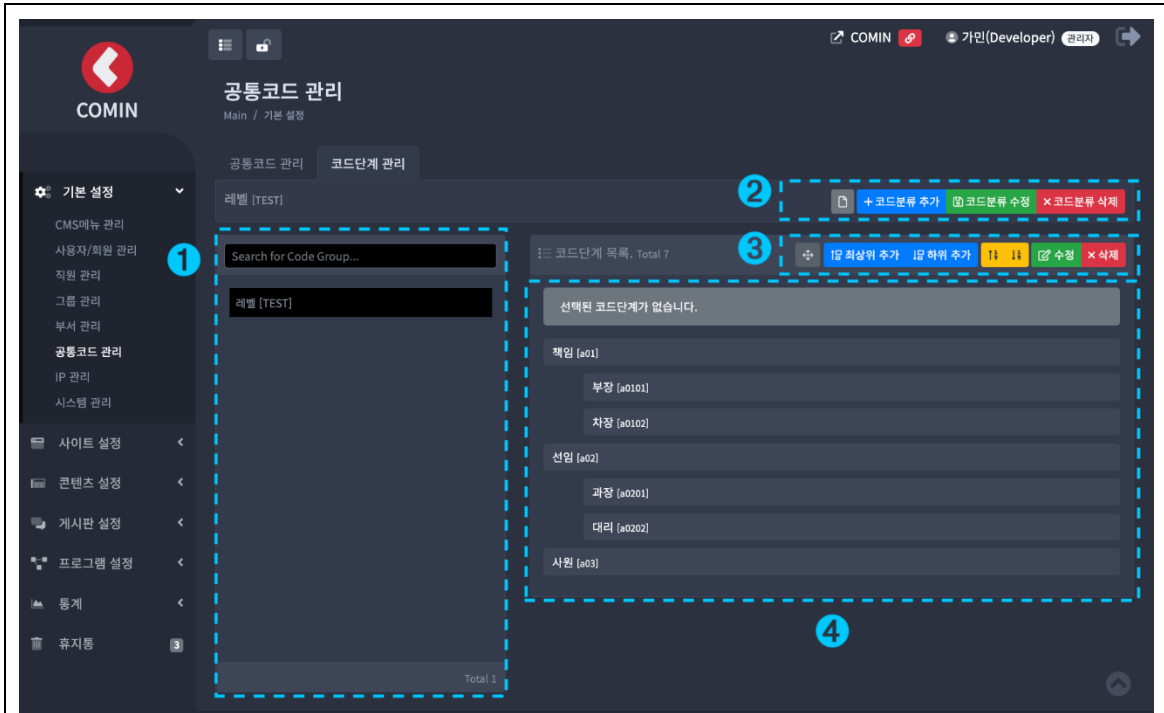 COMIN
가민(Developer) 관리자
COMIN
공통코드 관리
Main / 기본 설정
공통코드 관리 코드단계 관리
기본 설정
CMS메뉴 관리
사용자/회원 관리
직원 관리
그룹 관리
부서 관리
공통코드 관리
IP 관리
시스템 관리
사이트 설정
콘텐츠 설정
게시판 설정
프로그램 설정
통계
휴지통 3
레벨 [TEST]
2
+코드분류 추가 코드분류 수정 ×코드분류 삭제
1
Search for Code Group...
레벨 [TEST]
Total 1
코드단계 목록. Total 7
3
최상위 추가 하위 추가 수정 ×삭제
선택된 코드단계가 없습니다.
책임 [a01]
부장 [a0101]
차장 [a0102]
선임 [a02]
과장 [a0201]
대리 [a0202]
사원 [a03]
4